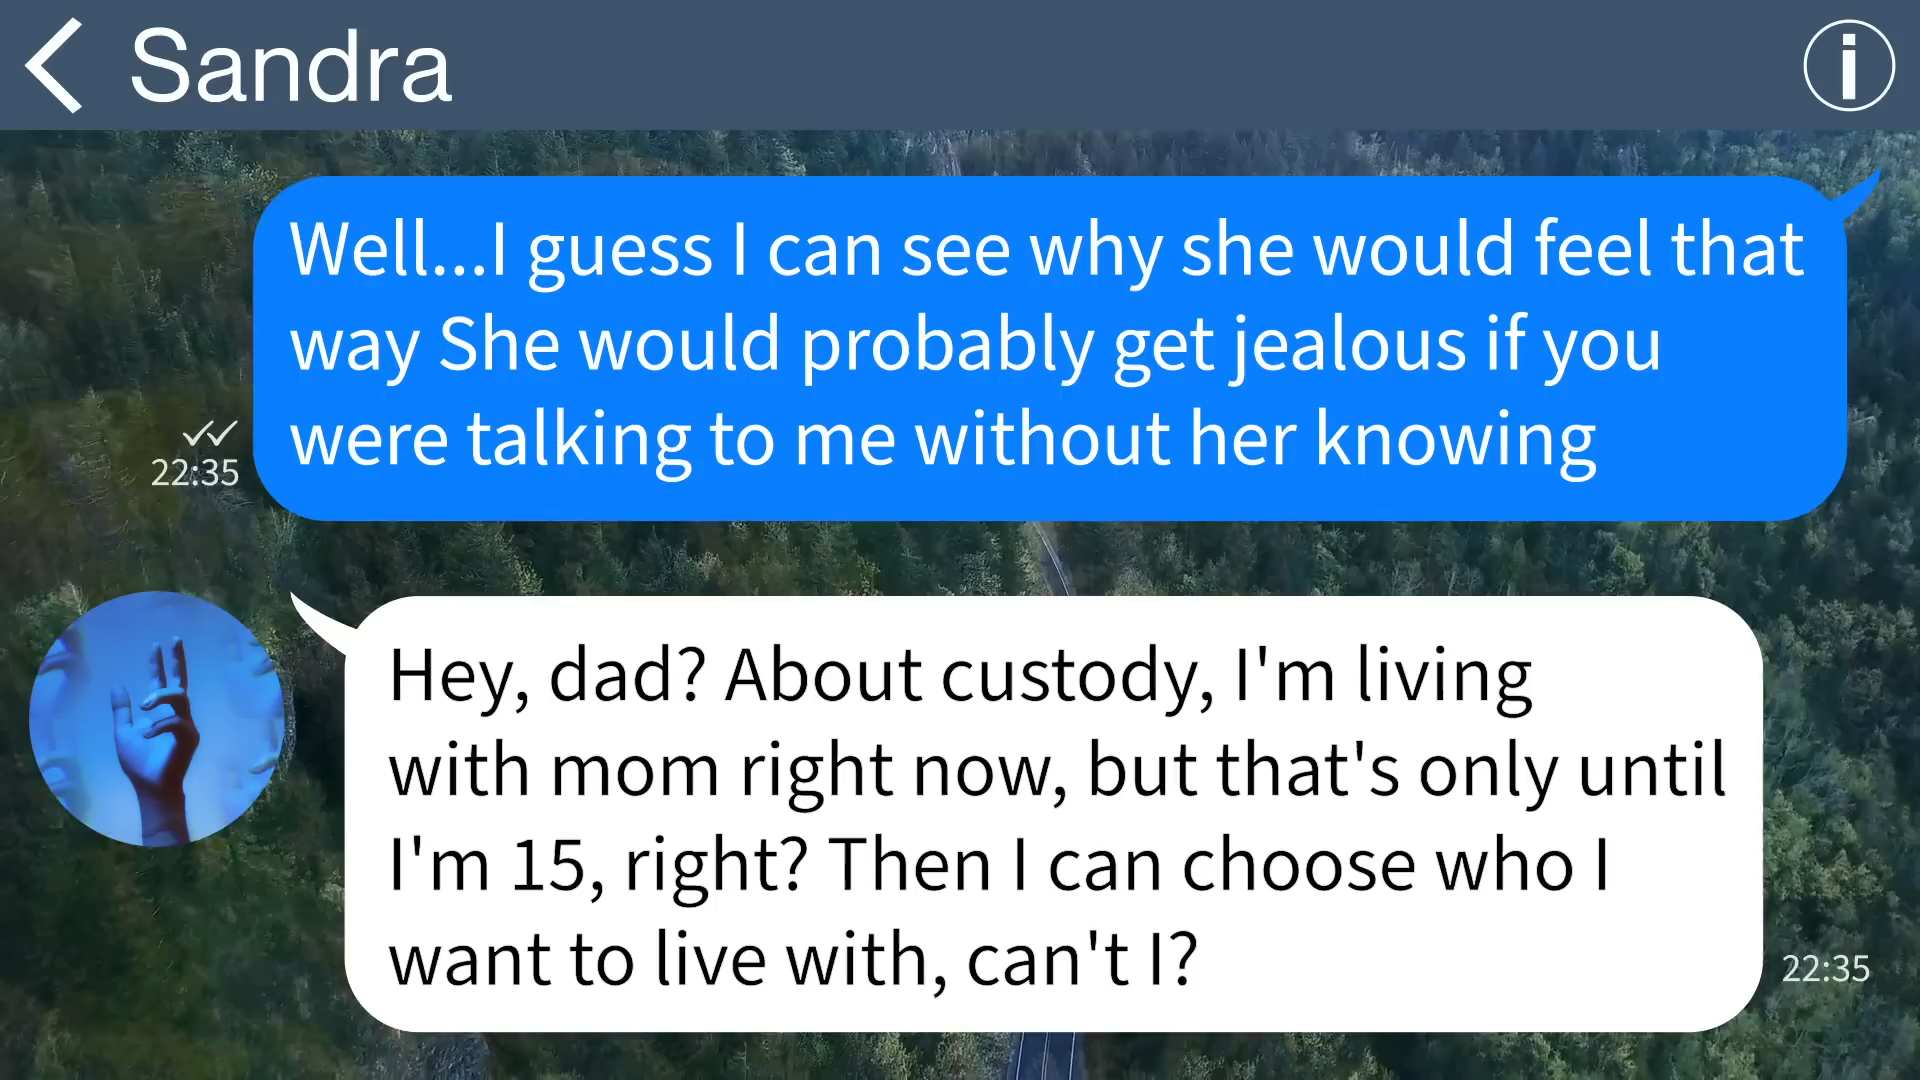 Sandra
Well...I guess I can see why she would feel that
way She would probably get jealous if you
were talking to me without her knowing
22:35
Hey, dad? About custody, I'm living
with mom right now, but that's only until
I'm 15, right? Then I can choose who I
want to live with, can't I?
22:35